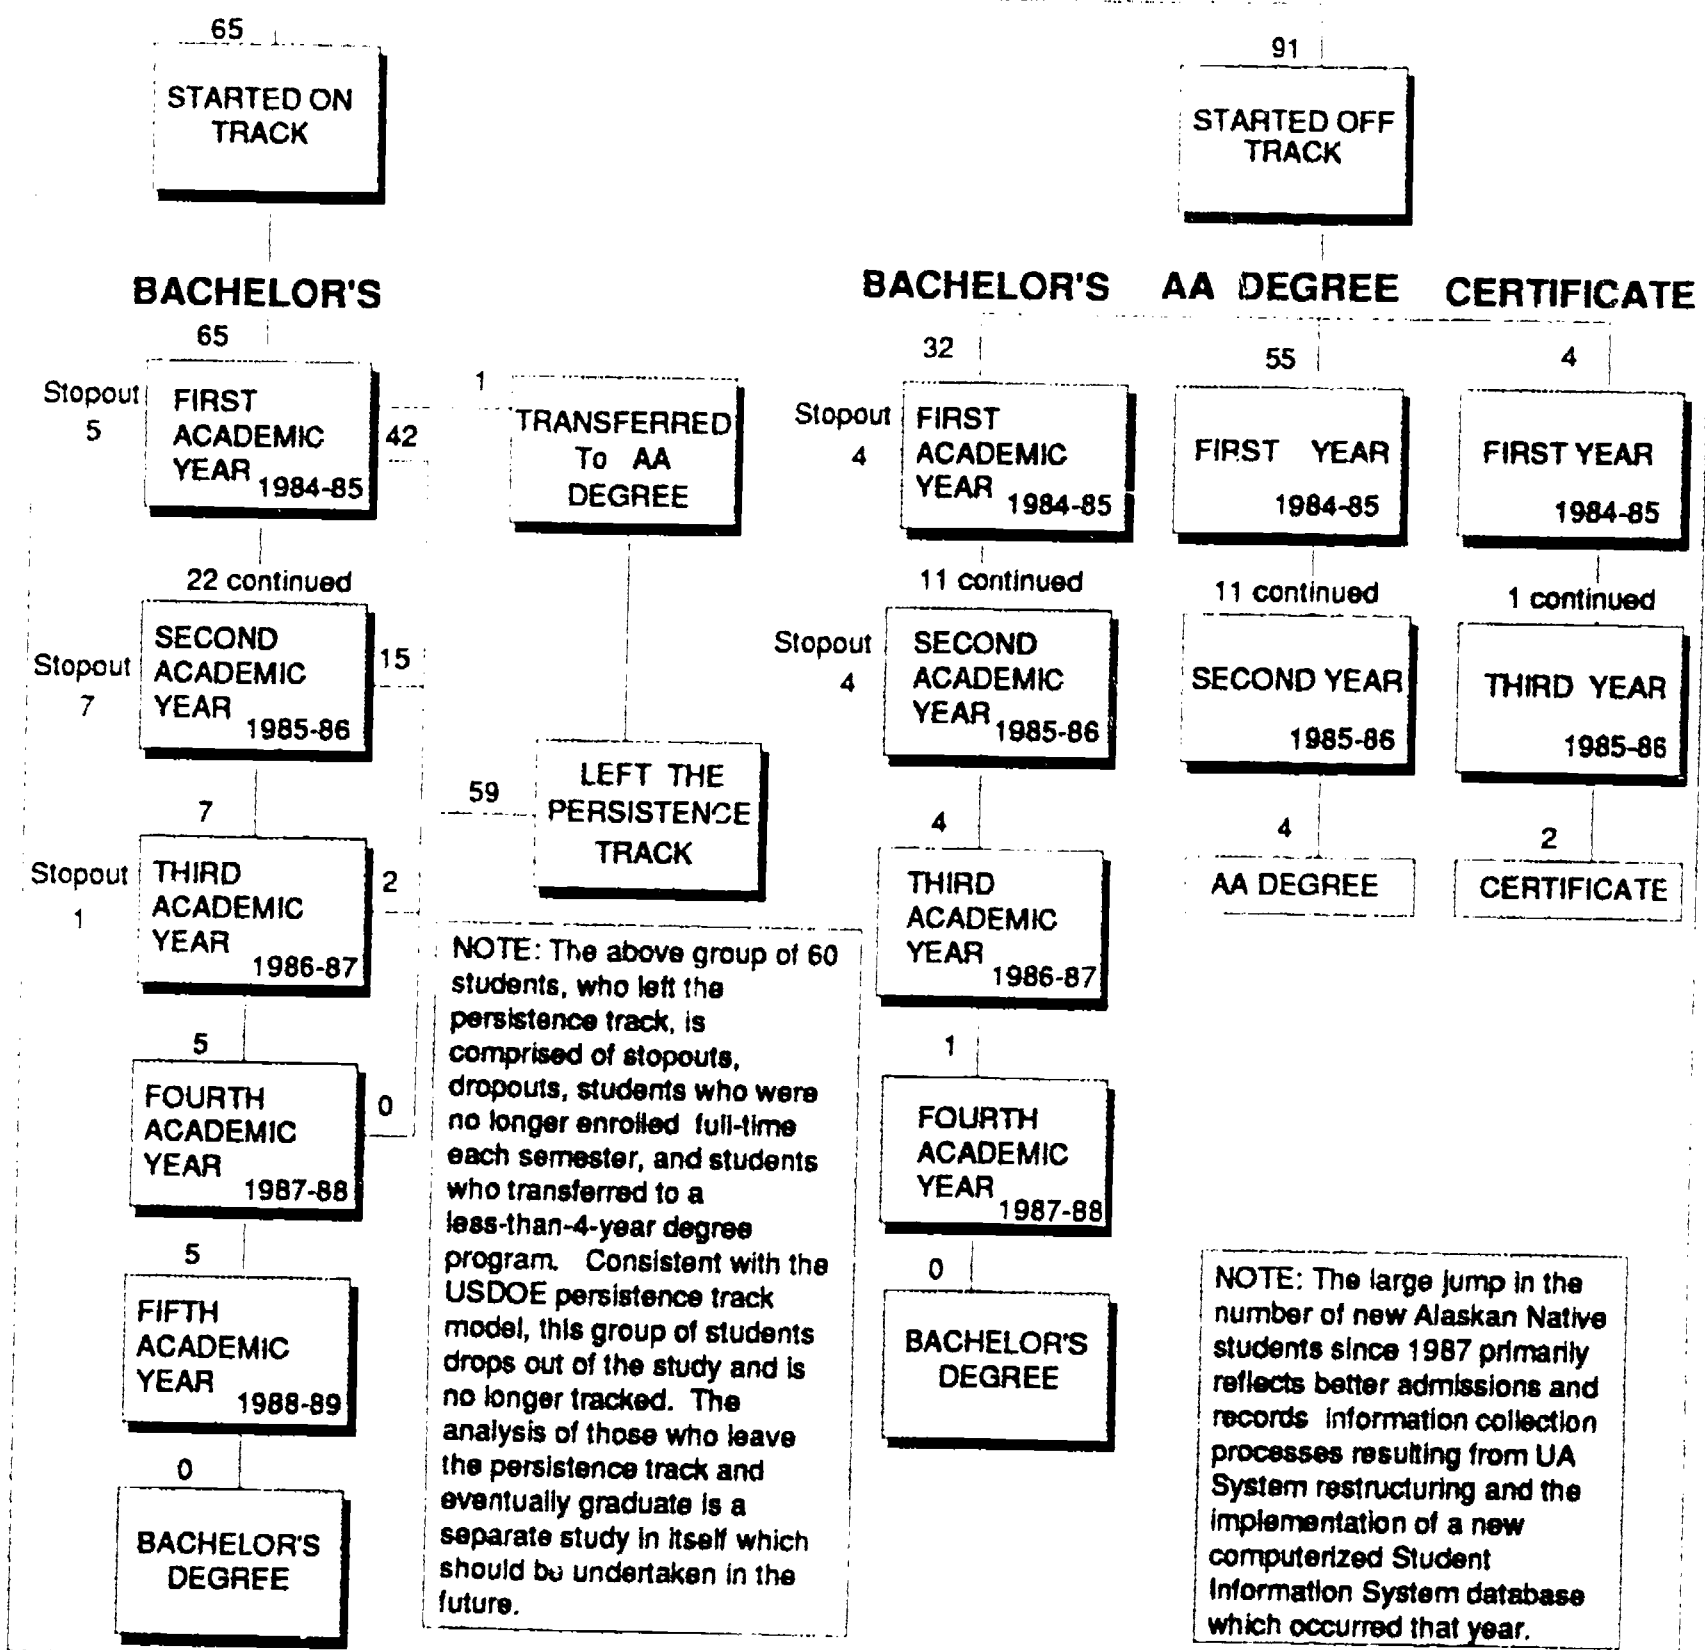 65
STARTED ON
TRACK
BACHELOR'S
65
Stopout
5
FIRST
ACADEMIC
YEAR 1984-85
42
22 continued
Stopout
7
SECOND
ACADEMIC
YEAR 1985-86
15
7
Stopout
1
THIRD
ACADEMIC
YEAR
1986-87
2
5
FOURTH
ACADEMIC
YEAR
1987-88
0
5
FIFTH
ACADEMIC
YEAR
1988-89
0
BACHELOR'S
DEGREE
1
TRANSFERRED
To AA
DEGREE
59
LEFT THE
PERSISTENCE
TRACK
NOTE: The above group of 60
students, who left the
persistence track, is
comprised of stopouts,
dropouts, students who were
no longer enrolled full-time
each semester, and students
who transferred to a
less-than-4-year degree
program. Consistent with the
USDOE persistence track
model, this group of students
drops out of the study and is
no longer tracked. The
analysis of those who leave
the persistence track and
eventually graduate is a
separate study in itself which
should be undertaken in the
future.
91
STARTED OFF
TRACK
BACHELOR'S AA DEGREE CERTIFICATE
32
Stopout
4
FIRST
ACADEMIC
YEAR 1984-85
11 continued
Stopout
4
SECOND
ACADEMIC
YEAR 1985-86
4
THIRD
ACADEMIC
YEAR
1986-87
1
FOURTH
ACADEMIC
YEAR
1987-88
0
BACHELOR'S
DEGREE
55
FIRST YEAR
1984-85
11 continued
SECOND YEAR
1985-86
4
AA DEGREE
4
FIRST YEAR
1984-85
1 continued
THIRD YEAR
1985-86
2
CERTIFICATE
NOTE: The large jump in the
number of new Alaskan Native
students since 1987 primarily
reflects better admissions and
records information collection
processes resulting from UA
System restructuring and the
implementation of a new
computerized Student
Information System database
which occurred that year.